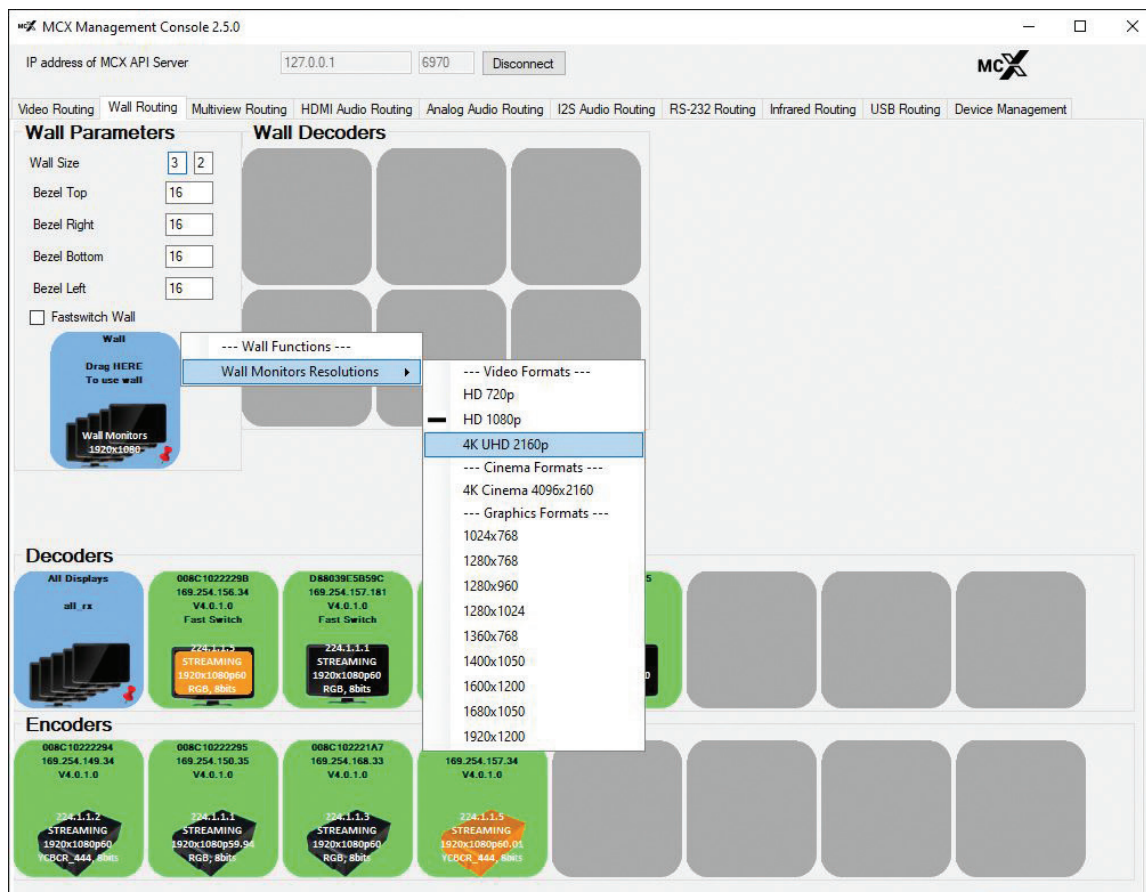 MCX MCX Management Console 2.5.0
IP address of MCX API Server 127.0.0.1 6970 Disconnect
MCX
Video Routing Wall Routing Multiview Routing HDMI Audio Routing Analog Audio Routing I2S Audio Routing RS-232 Routing Infrared Routing USB Routing Device Management
Wall Parameters
Wall Size 3 2
Bezel Top 16
Bezel Right 16
Bezel Bottom 16
Bezel Left 16
Fastswitch Wall
Wall
Drag HERE
To use wall
Wall Monitors
1920x1080
Wall Decoders
--- Wall Functions ---
Wall Monitors Resolutions
--- Video Formats ---
HD 720p
HD 1080p
4K UHD 2160p
--- Cinema Formats ---
4K Cinema 4096x2160
--- Graphics Formats ---
1024x768
1280x768
1280x960
1280x1024
1360x768
1400x1050
1600x1200
1680x1050
1920x1200
Decoders
All Displays
all_rx
008C1022229B
169.254.156.34
V4.0.1.0
Fast Switch
224.1.1.5
STREAMING
1920x1080p60
RGB, 8bits
D88039E5B59C
169.254.157.181
V4.0.1.0
Fast Switch
224.1.1.1
STREAMING
1920x1080p60
RGB, 8bits
5
0
Encoders
008C10222294
169.254.149.34
V4.0.1.0
224.1.1.2
STREAMING
1920x1080p60
YCBCR_444, 8bits
008C10222295
169.254.150.35
V4.0.1.0
224.1.1.1
STREAMING
1920x1080p59.94
RGB, 8bits
008C102221A7
169.254.168.33
V4.0.1.0
224.1.1.3
STREAMING
1920x1080p60
RGB, 8bits
169.254.157.34
V4.0.1.0
224.1.1.5
STREAMING
1920x1080p60.01
YCBCR_444, 8bits